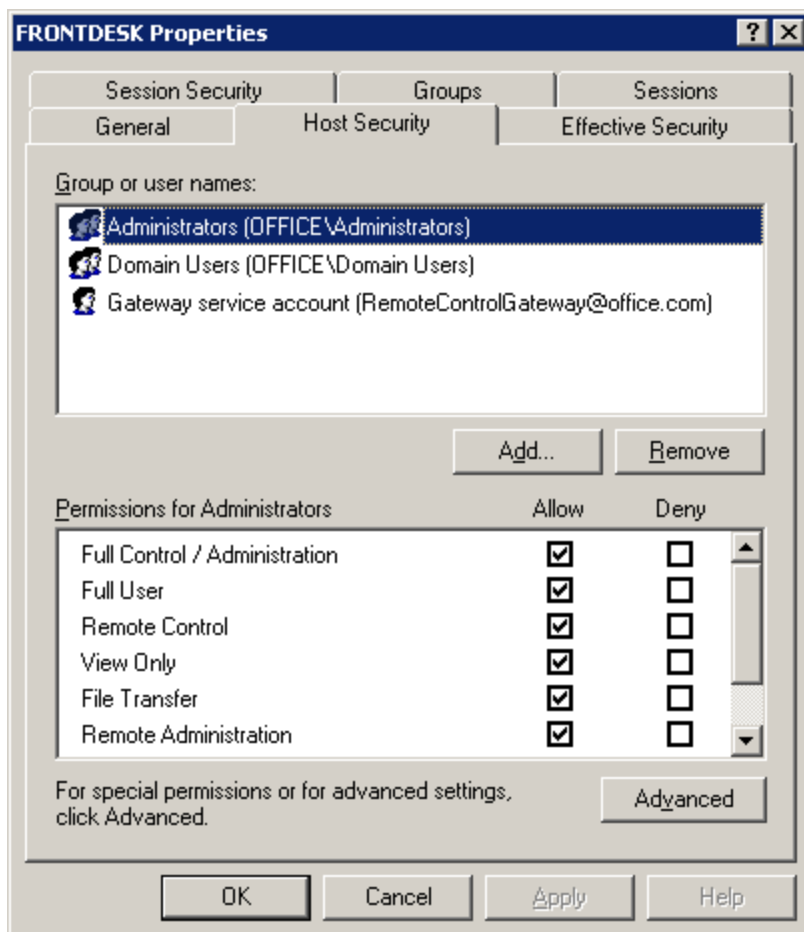 FRONTDESK Properties
Session Security Groups Sessions
General Host Security Effective Security
Group or user names:
Administrators (OFFICE\Administrators)
Domain Users (OFFICE\Domain Users)
Gateway service account (RemoteControlGateway@office.com)
Add... Remove
Permissions for Administrators Allow Deny
Full Control / Administration
Full User
Remote Control
View Only
File Transfer
Remote Administration
For special permissions or for advanced settings,
click Advanced.
Advanced
OK Cancel Apply Help